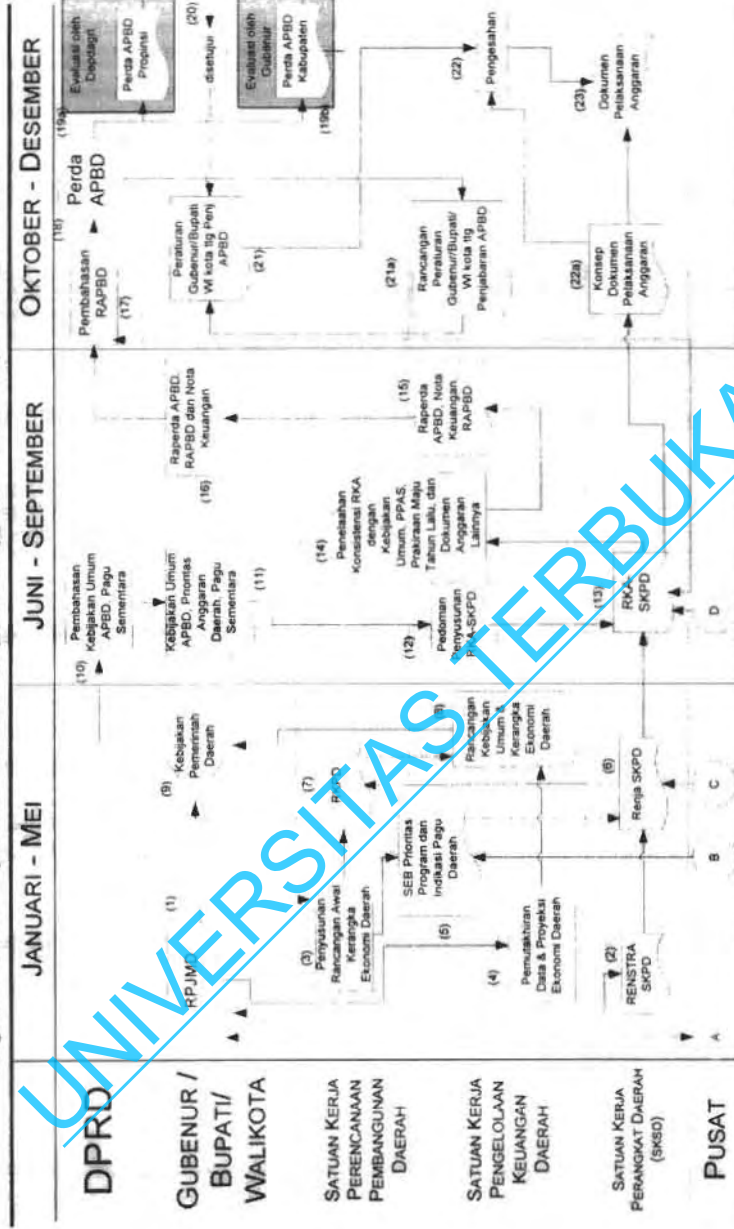 JANUARI - MEI
JUNI - SEPTEMBER
OKTOBER - DESEMBER
DPRD
(10)
Pembahasan
Kebijakan Umum
APBD, Pagu
Sementara
Pembahasan
RAPBD
(17)
(18)
Perda
APBD
(19a)
Evaluasi oleh
Depdagri
Perda APBD
Propinsi
GUBENUR /
BUPATI/
WALIKOTA
RPJMD
(1)
(9)
Kebijakan
Pemerintah
Daerah
Kebijakan Umum
APBD, Prioritas
Anggaran
Daerah, Pagu
Sementara
(11)
(16)
Raperda APBD,
RAPBD dan Nota
Keuangan
Peraturan
Gubenur/Bupati/
Wl kota ttg Penj
APBD
(21)
disetujui
(20)
Evaluasi oleh
Gubenur
Perda APBD
Kabupaten
(19b)
SATUAN KERJA
PERENCANAAN
PEMBANGUNAN
DAERAH
(3)
Penyusunan
Rancangan Awal
Kerangka
Ekonomi Daerah
(7)
RKPD
SEB Prioritas
Program dan
Indikasi Pagu
Daerah
(5)
SATUAN KERJA
PENGELOLAAN
KEUANGAN
DAERAH
(4)
Pemutakhiran
Data & Proyeksi
Ekonomi Daerah
(8)
Rancangan
Kebijakan
Umum &
Kerangka
Ekonomi
Daerah
(12)
Pedoman
Penyusunan
RKA-SKPD
(14)
Penelaahan
Konsistensi RKA
dengan
Kebijakan
Umum, PPAS,
Prakiraan Maju
Tahun Lalu, dan
Dokumen
Anggaran
Lainnya
(15)
Raperda
APBD, Nota
Keuangan
RAPBD
(21a)
Rancangan
Peraturan
Gubenur/Bupati/
Wl kota ttg
Penjabaran APBD
(22)
Pengesahan
SATUAN KERJA
PERANGKAT DAERAH
(SKSD)
(2)
RENSTRA
SKPD
(6)
Renja SKPD
(13)
RKA-
SKPD
(22a)
Konsep
Dokumen
Pelaksanaan
Anggaran
(23)
Dokumen
Pelaksanaan
Anggaran
PUSAT
A
B
C
D
UNIVERSITAS TERBUKA